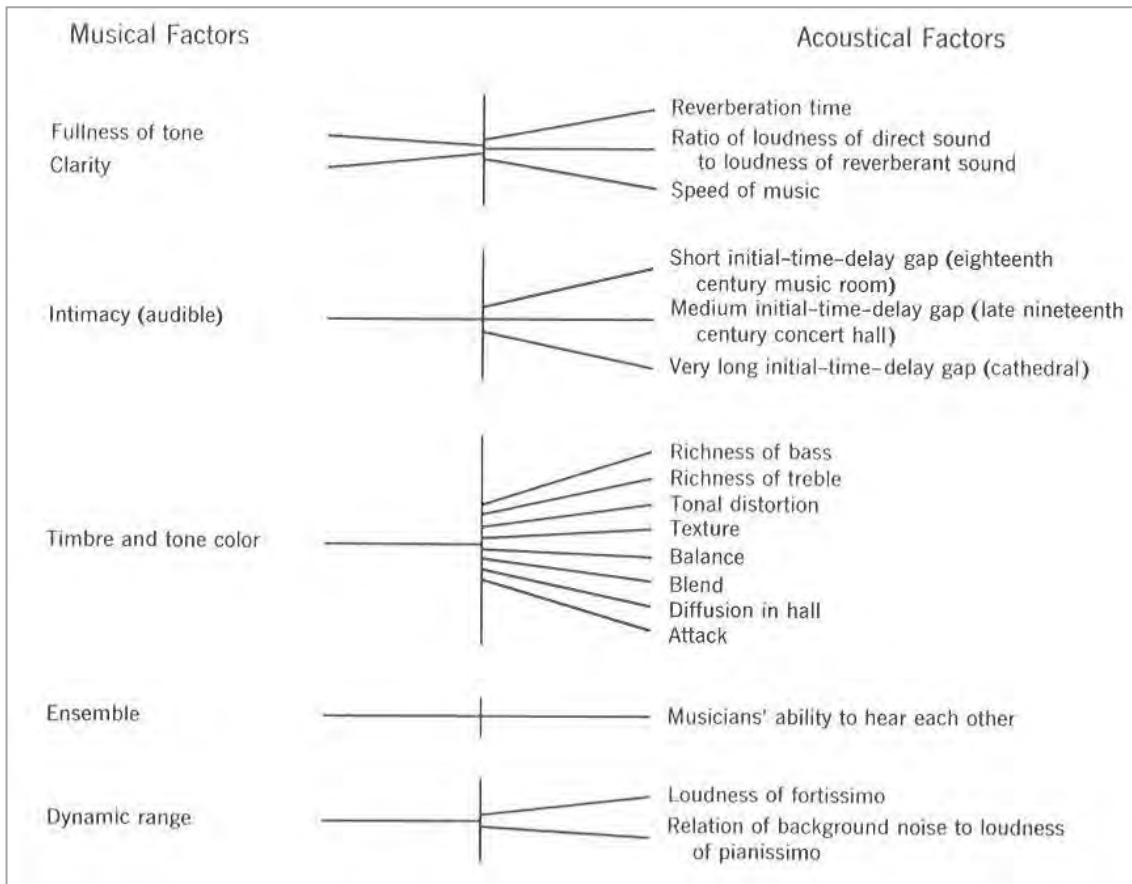 Musical Factors
Acoustical Factors
Fullness of tone
Clarity
Reverberation time
Ratio of loudness of direct sound
to loudness of reverberant sound
Speed of music
Intimacy (audible)
Short initial-time-delay gap (eighteenth
century music room)
Medium initial-time-delay gap (late nineteenth
century concert hall)
Very long initial-time-delay gap (cathedral)
Timbre and tone color
Richness of bass
Richness of treble
Tonal distortion
Texture
Balance
Blend
Diffusion in hall
Attack
Ensemble
Musicians' ability to hear each other
Dynamic range
Loudness of fortissimo
Relation of background noise to loudness
of pianissimo